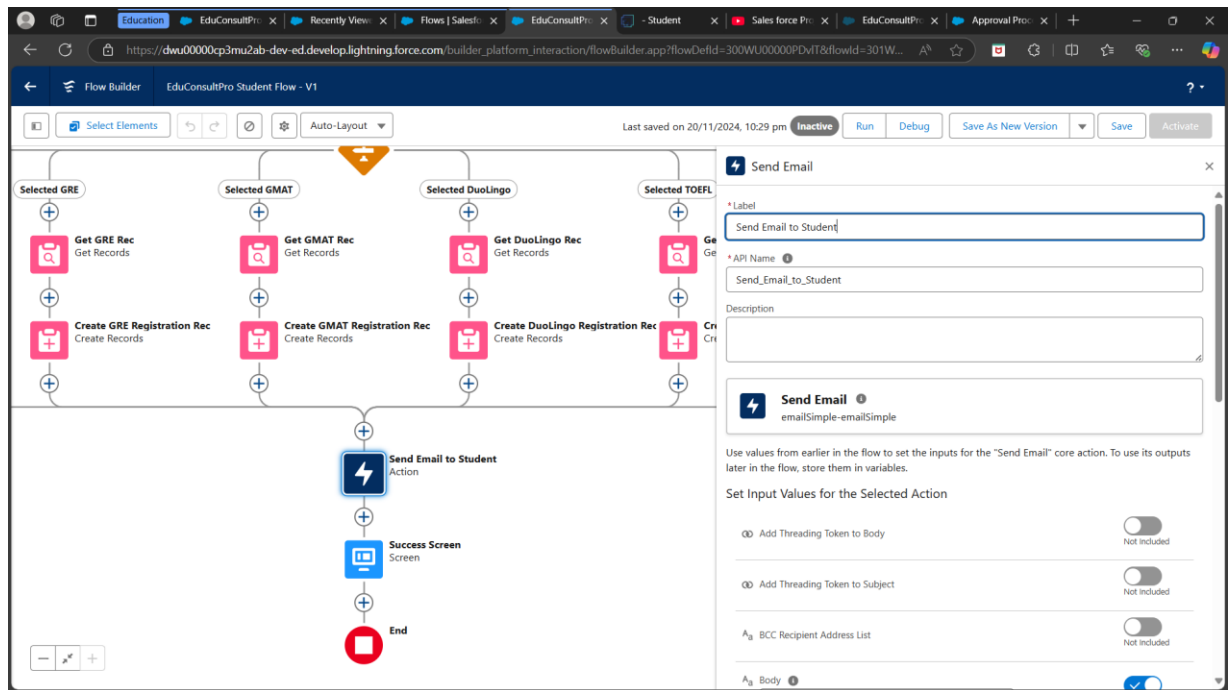 Education
EduConsultPro
Recently View
Flows | Salesfo
EduConsultPro
- Student
Sales force Pro
EduConsultPro
Approval Proc
https://dwu00000cp3mu2ab-dev-ed.develop.lightning.force.com/builder_platform_interaction/flowBuilder.app?flowDefId=300WU00000PDvlT&flowId=301W...
Flow Builder
EduConsultPro Student Flow - V1
?
Select Elements
Auto-Layout
Last saved on 20/11/2024, 10:29 pm
Inactive
Run
Debug
Save As New Version
Save
Activate
Selected GRE
Selected GMAT
Selected DuoLingo
Selected TOEFL
Get GRE Rec
Get Records
Get GMAT Rec
Get Records
Get DuoLingo Rec
Get Records
Ge
Ge
Create GRE Registration Rec
Create Records
Create GMAT Registration Rec
Create Records
Create DuoLingo Registration Rec
Create Records
Cr
Cre
Send Email to Student
Action
Success Screen
Screen
End
Send Email
* Label
Send Email to Student
* API Name
Send_Email_to_Student
Description
Send Email
emailSimple-emailSimple
Use values from earlier in the flow to set the inputs for the "Send Email" core action. To use its outputs
later in the flow, store them in variables.
Set Input Values for the Selected Action
Add Threading Token to Body
Not Included
Add Threading Token to Subject
Not Included
Aa BCC Recipient Address List
Not Included
Aa Body